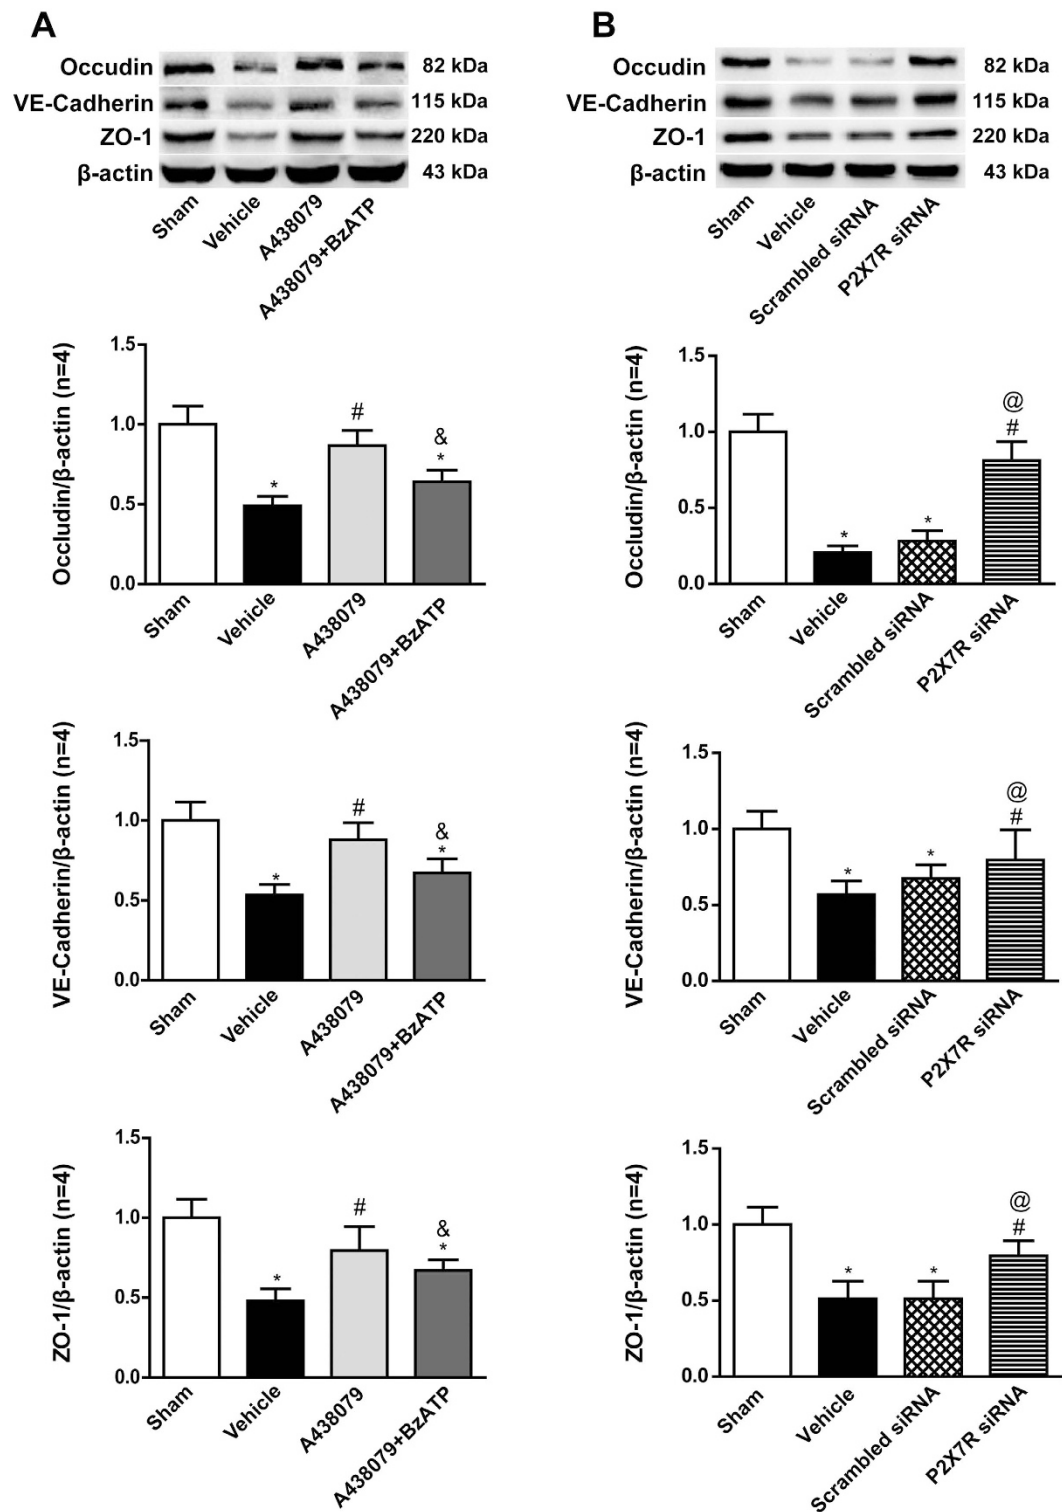 A
Occudin 82 kDa
VE-Cadherin 115 kDa
ZO-1 220 kDa
β-actin 43 kDa
Sham
Vehicle
A438079
A438079+BzATP
Occludin/β-actin (n=4)
1.5
1.0
0.5
0.0
*
#
&
*
Sham
Vehicle
A438079
A438079+BzATP
VE-Cadherin/β-actin (n=4)
1.5
1.0
0.5
0.0
*
#
&
*
Sham
Vehicle
A438079
A438079+BzATP
ZO-1/β-actin (n=4)
1.5
1.0
0.5
0.0
*
#
&
*
Sham
Vehicle
A438079
A438079+BzATP
B
Occudin 82 kDa
VE-Cadherin 115 kDa
ZO-1 220 kDa
β-actin 43 kDa
Sham
Vehicle
Scrambled siRNA
P2X7R siRNA
Occludin/β-actin (n=4)
1.5
1.0
0.5
0.0
*
*
@
#
Sham
Vehicle
Scrambled siRNA
P2X7R siRNA
VE-Cadherin/β-actin (n=4)
1.5
1.0
0.5
0.0
*
*
@
#
Sham
Vehicle
Scrambled siRNA
P2X7R siRNA
ZO-1/β-actin (n=4)
1.5
1.0
0.5
0.0
*
*
@
#
Sham
Vehicle
Scrambled siRNA
P2X7R siRNA